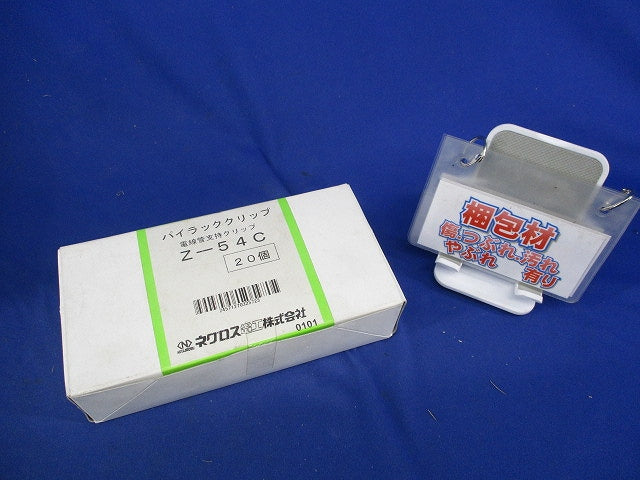 パイラッククリップ
電線管支持クリップ
Z-54C
20個
ネグロス電工株式会社
0101
梱包材
傷つぶれ汚れ
やぶれ 有り